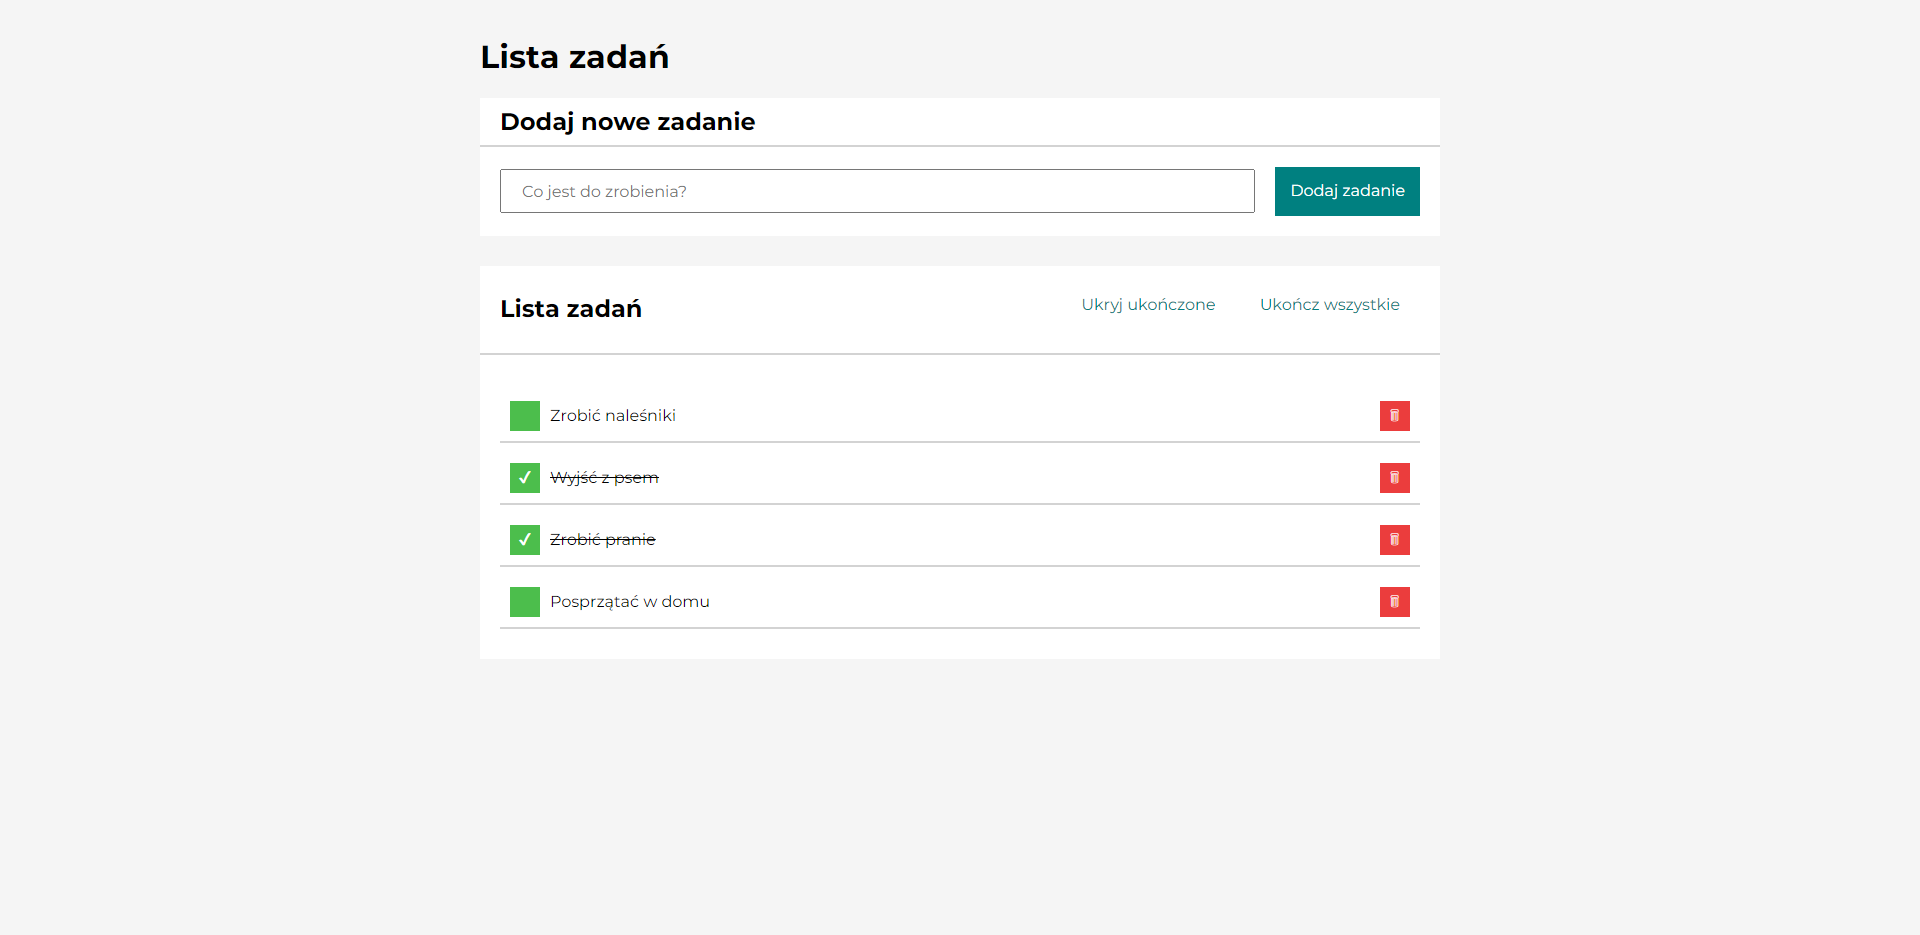 Lista zadań
Dodaj nowe zadanie
Co jest do zrobienia?
Dodaj zadanie
Lista zadań
Ukryj ukończone
Ukończ wszystkie
Zrobić naleśniki
Wyjść z psem
Zrobić pranie
Posprzątać w domu